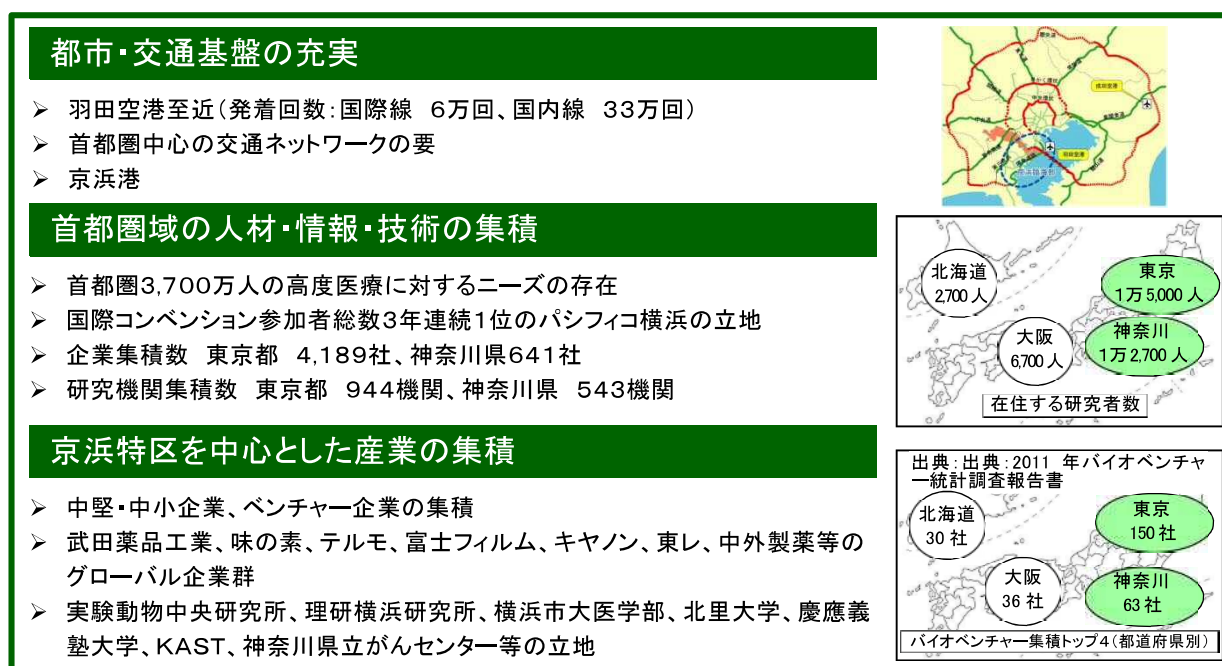 都市・交通基盤の充実
➢ 羽田空港至近(発着回数:国際線 6万回、国内線 33万回)
➢ 首都圏中心の交通ネットワークの要
➢ 京浜港
成田空港
羽田空港
京浜臨海部
首都圏域の人材・情報・技術の集積
➢ 首都圏3,700万人の高度医療に対するニーズの存在
➢ 国際コンベンション参加者総数3年連続1位のパシフィコ横浜の立地
➢ 企業集積数 東京都 4,189社、神奈川県641社
➢ 研究機関集積数 東京都 944機関、神奈川県 543機関
北海道
2,700人
東京
1万5,000人
大阪
6,700人
神奈川
1万2,700人
在住する研究者数
京浜特区を中心とした産業の集積
➢ 中堅・中小企業、ベンチャー企業の集積
➢ 武田薬品工業、味の素、テルモ、富士フィルム、キヤノン、東レ、中外製薬等の
グローバル企業群
➢ 実験動物中央研究所、理研横浜研究所、横浜市大医学部、北里大学、慶應義
塾大学、KAST、神奈川県立がんセンター等の立地
出典:出典:2011 年バイオベンチャ
ー統計調査報告書
北海道
30社
東京
150社
大阪
36社
神奈川
63社
バイオベンチャー集積トップ4(都道府県別)